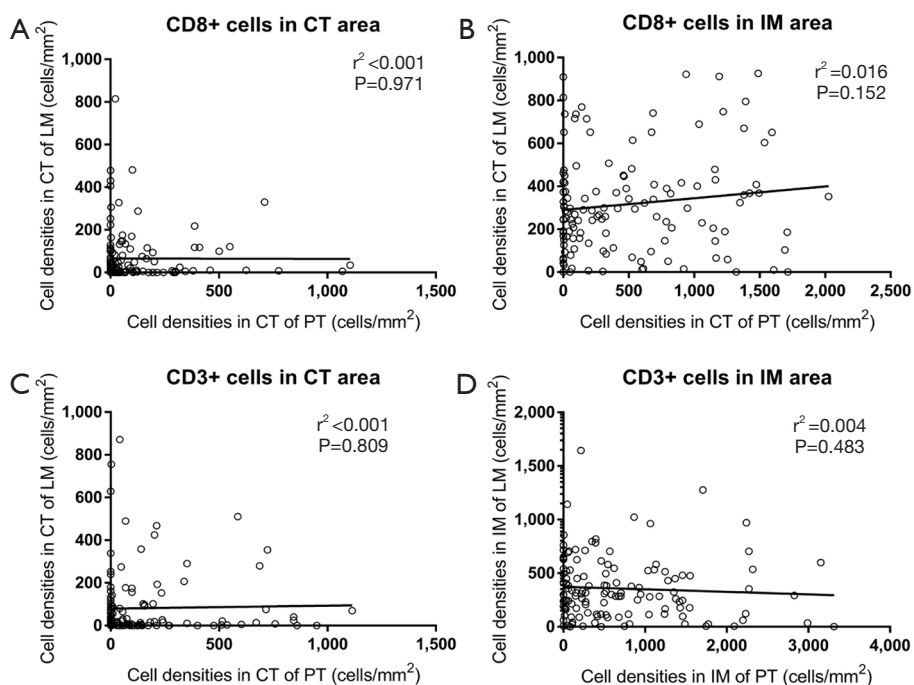 A
CD8+ cells in CT area
r²<0.001
P=0.971
Cell densities in CT of LM (cells/mm²)
1,000
800
600
400
200
0
0 500 1,000 1,500
Cell densities in CT of PT (cells/mm²)
B
CD8+ cells in IM area
r²=0.016
P=0.152
Cell densities in CT of LM (cells/mm²)
1,000
800
600
400
200
0
0 500 1,000 1,500 2,000 2,500
Cell densities in CT of PT (cells/mm²)
C
CD3+ cells in CT area
r²<0.001
P=0.809
Cell densities in CT of LM (cells/mm²)
1,000
800
600
400
200
0
0 500 1,000 1,500
Cell densities in CT of PT (cells/mm²)
D
CD3+ cells in IM area
r²=0.004
P=0.483
Cell densities in IM of LM (cells/mm²)
2,000
1,500
1,000
500
0
0 1,000 2,000 3,000 4,000
Cell densities in IM of PT (cells/mm²)